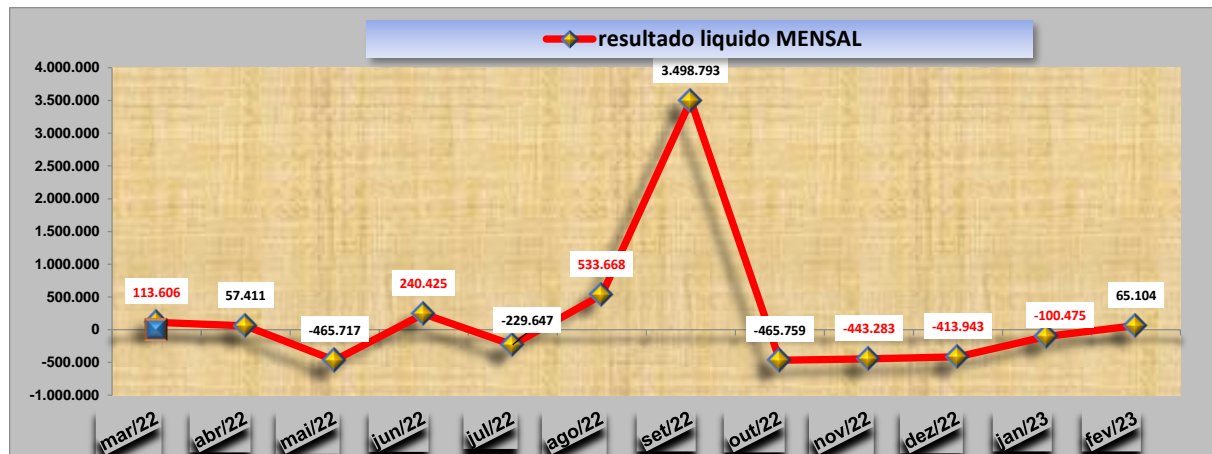 resultado liquido MENSAL
4.000.000
3.500.000
3.000.000
2.500.000
2.000.000
1.500.000
1.000.000
500.000
0
-500.000
-1.000.000
113.606
57.411
-465.717
240.425
-229.647
533.668
3.498.793
-465.759
-443.283
-413.943
-100.475
65.104
mar/22
abr/22
mai/22
jun/22
jul/22
ago/22
set/22
out/22
nov/22
dez/22
jan/23
fev/23